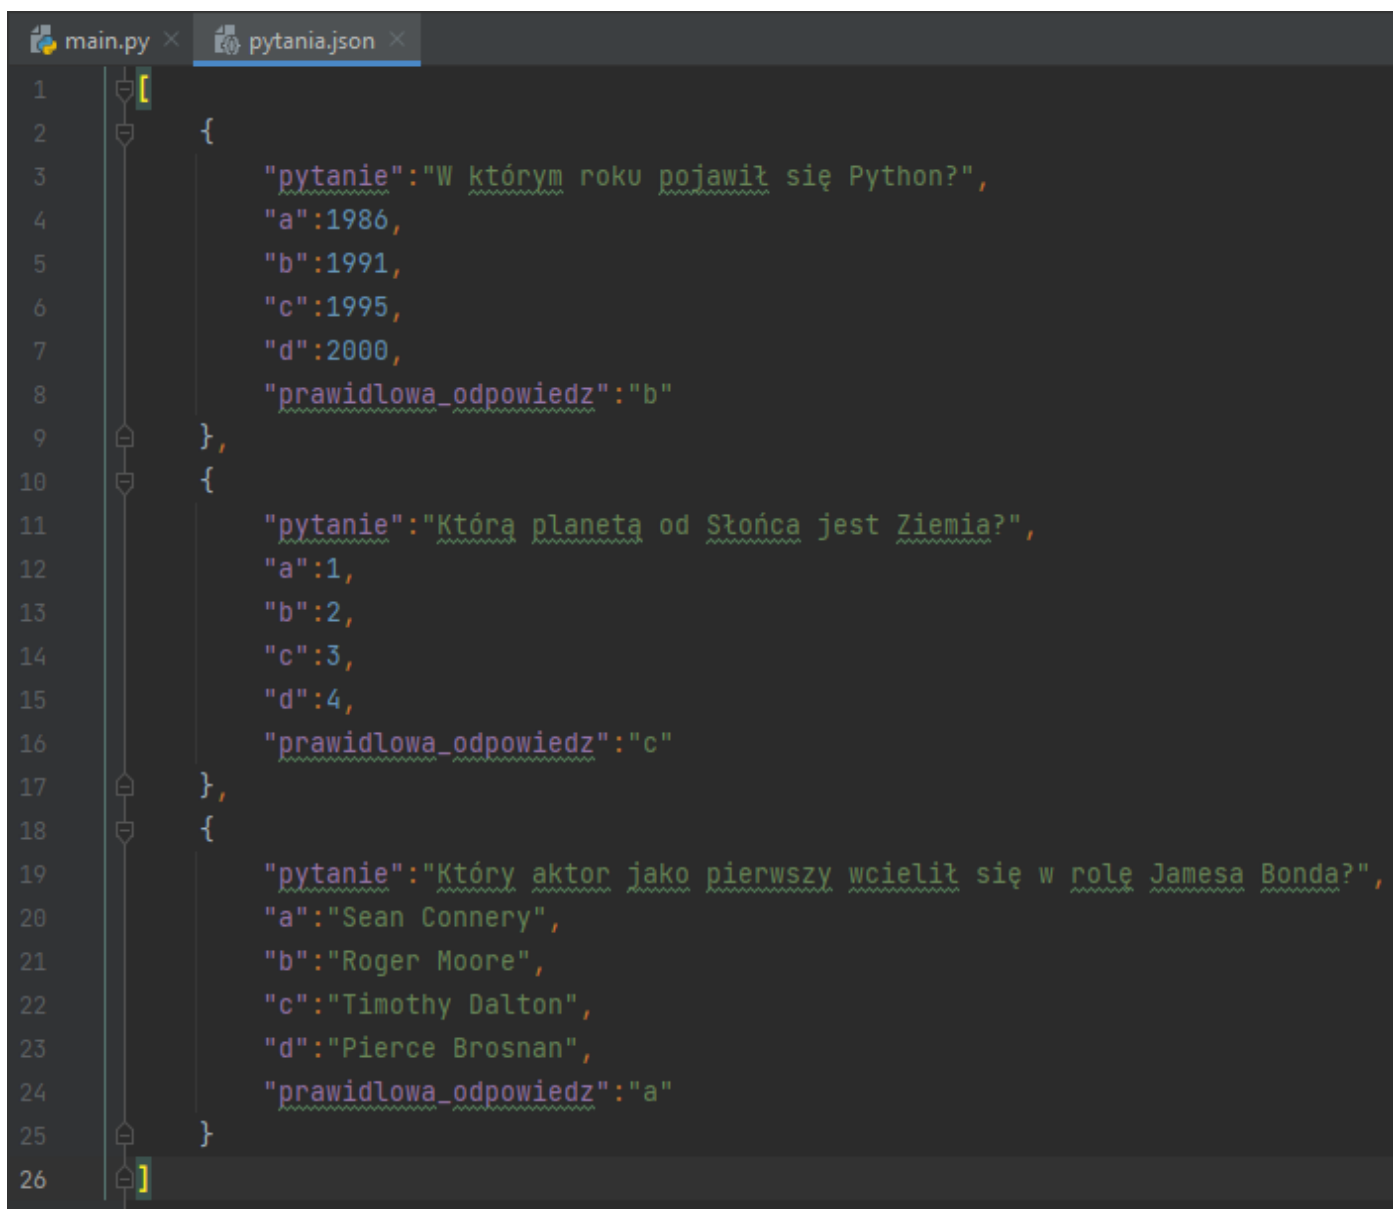 main.py pytania.json
1 [
2 {
3 "pytanie":"W którym roku pojawił się Python?",
4 "a":1986,
5 "b":1991,
6 "c":1995,
7 "d":2000,
8 "prawidlowa_odpowiedz":"b"
9 },
10 {
11 "pytanie":"Którą planetą od Słońca jest Ziemia?",
12 "a":1,
13 "b":2,
14 "c":3,
15 "d":4,
16 "prawidlowa_odpowiedz":"c"
17 },
18 {
19 "pytanie":"Który aktor jako pierwszy wcielił się w rolę Jamesa Bonda?",
20 "a":"Sean Connery",
21 "b":"Roger Moore",
22 "c":"Timothy Dalton",
23 "d":"Pierce Brosnan",
24 "prawidlowa_odpowiedz":"a"
25 }
26 ]